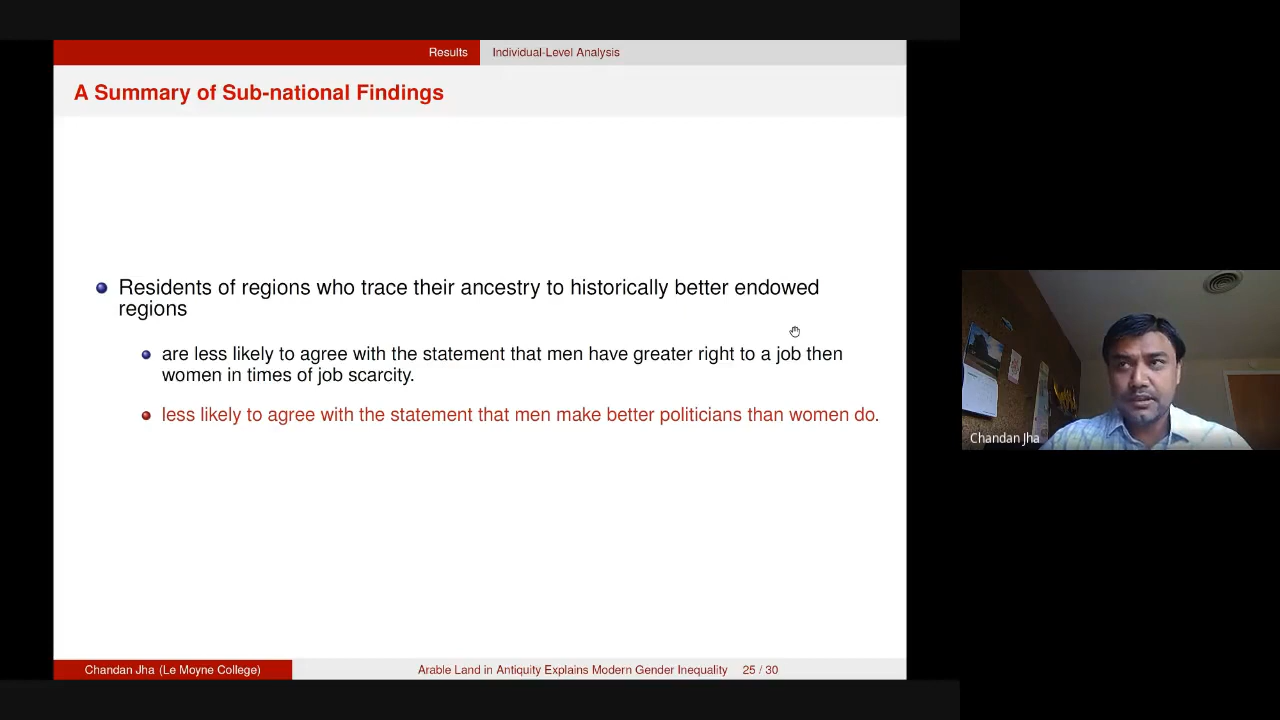 Results Individual-Level Analysis
A Summary of Sub-national Findings
Residents of regions who trace their ancestry to historically better endowed
regions
are less likely to agree with the statement that men have greater right to a job then
women in times of job scarcity.
less likely to agree with the statement that men make better politicians than women do.
Chandan Jha
Chandan Jha (Le Moyne College) Arable Land in Antiquity Explains Modern Gender Inequality 25 / 30